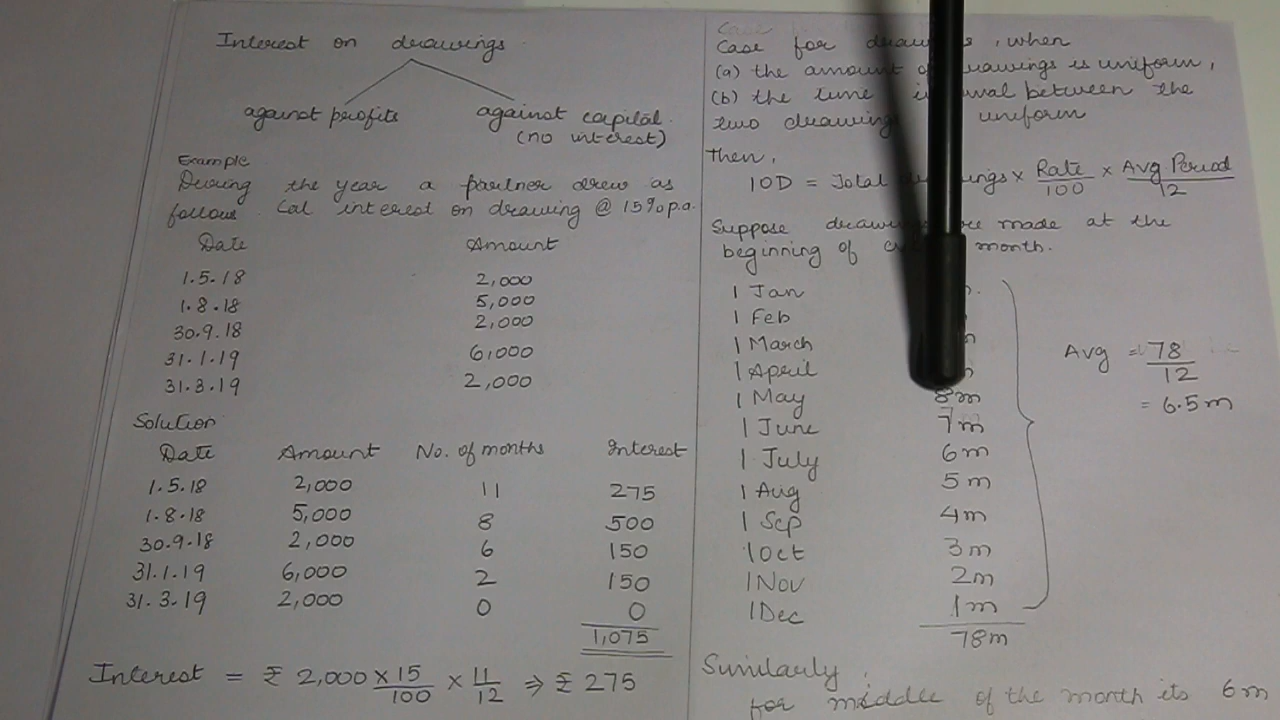 Interest on drawings
against profits
against capital.
(no interest)
Example
During the year a partner drew as
follows. Cal interest on drawing @ 15% p.a.
Date Amount
1.5.18 2,000
1.8.18 5,000
30.9.18 2,000
31.1.19 6,000
31.3.19 2,000
Solution
Date Amount No. of months Interest
1.5.18 2,000 11 275
1.8.18 5,000 8 500
30.9.18 2,000 6 150
31.1.19 6,000 2 150
31.3.19 2,000 0 0
1,075
Interest = ₹ 2,000 × 15/100 × 11/12 ⇒ ₹ 275
Case
Case for , when
(a) the amount is uniform,
(b) the time between the
two uniform
Then,
IOD = Total × Rate/100 × Avg Period/12
Suppose made at the
beginning of month.
1 Jan
1 Feb
1 March
1 April
1 May 8m
1 June 7m
1 July 6m
1 Aug 5m
1 Sep 4m
1 Oct 3m
1 Nov 2m
1 Dec 1m
78m
Avg = 78/12
= 6.5m
Similarly,
for middle of the month its 6m